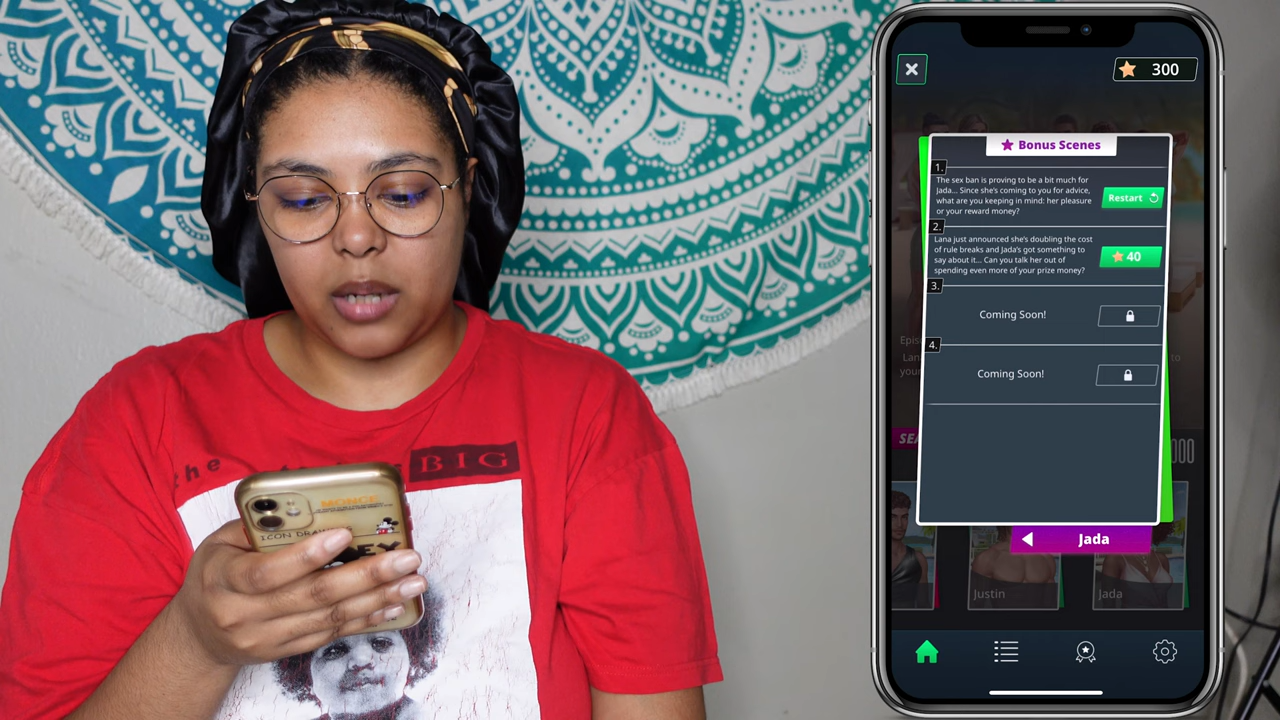 300
Bonus Scenes
1.
The sex ban is proving to be a bit much for
Jada... Since she's coming to you for advice,
what are you keeping in mind: her pleasure
or your reward money?
Restart
2.
Lana just announced she's doubling the cost
of rule breaks and Jada's got something to
say about it... Can you talk her out of
spending even more of your prize money?
40
3.
Coming Soon!
4.
Coming Soon!
Jada
Justin
Jada
the
BIG
MONCE